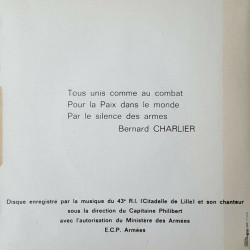 Tous unis comme au combat
Pour la Paix dans le monde
Par le silence des armes
Bernard CHARLIER
Disque enregistre par la musique du 43e R.I. (Citadelle de Lille) et son chanteur
sous la direction du Capitaine Philibert
avec l'autorisation du Ministère des Armées
E.C.P. Armées